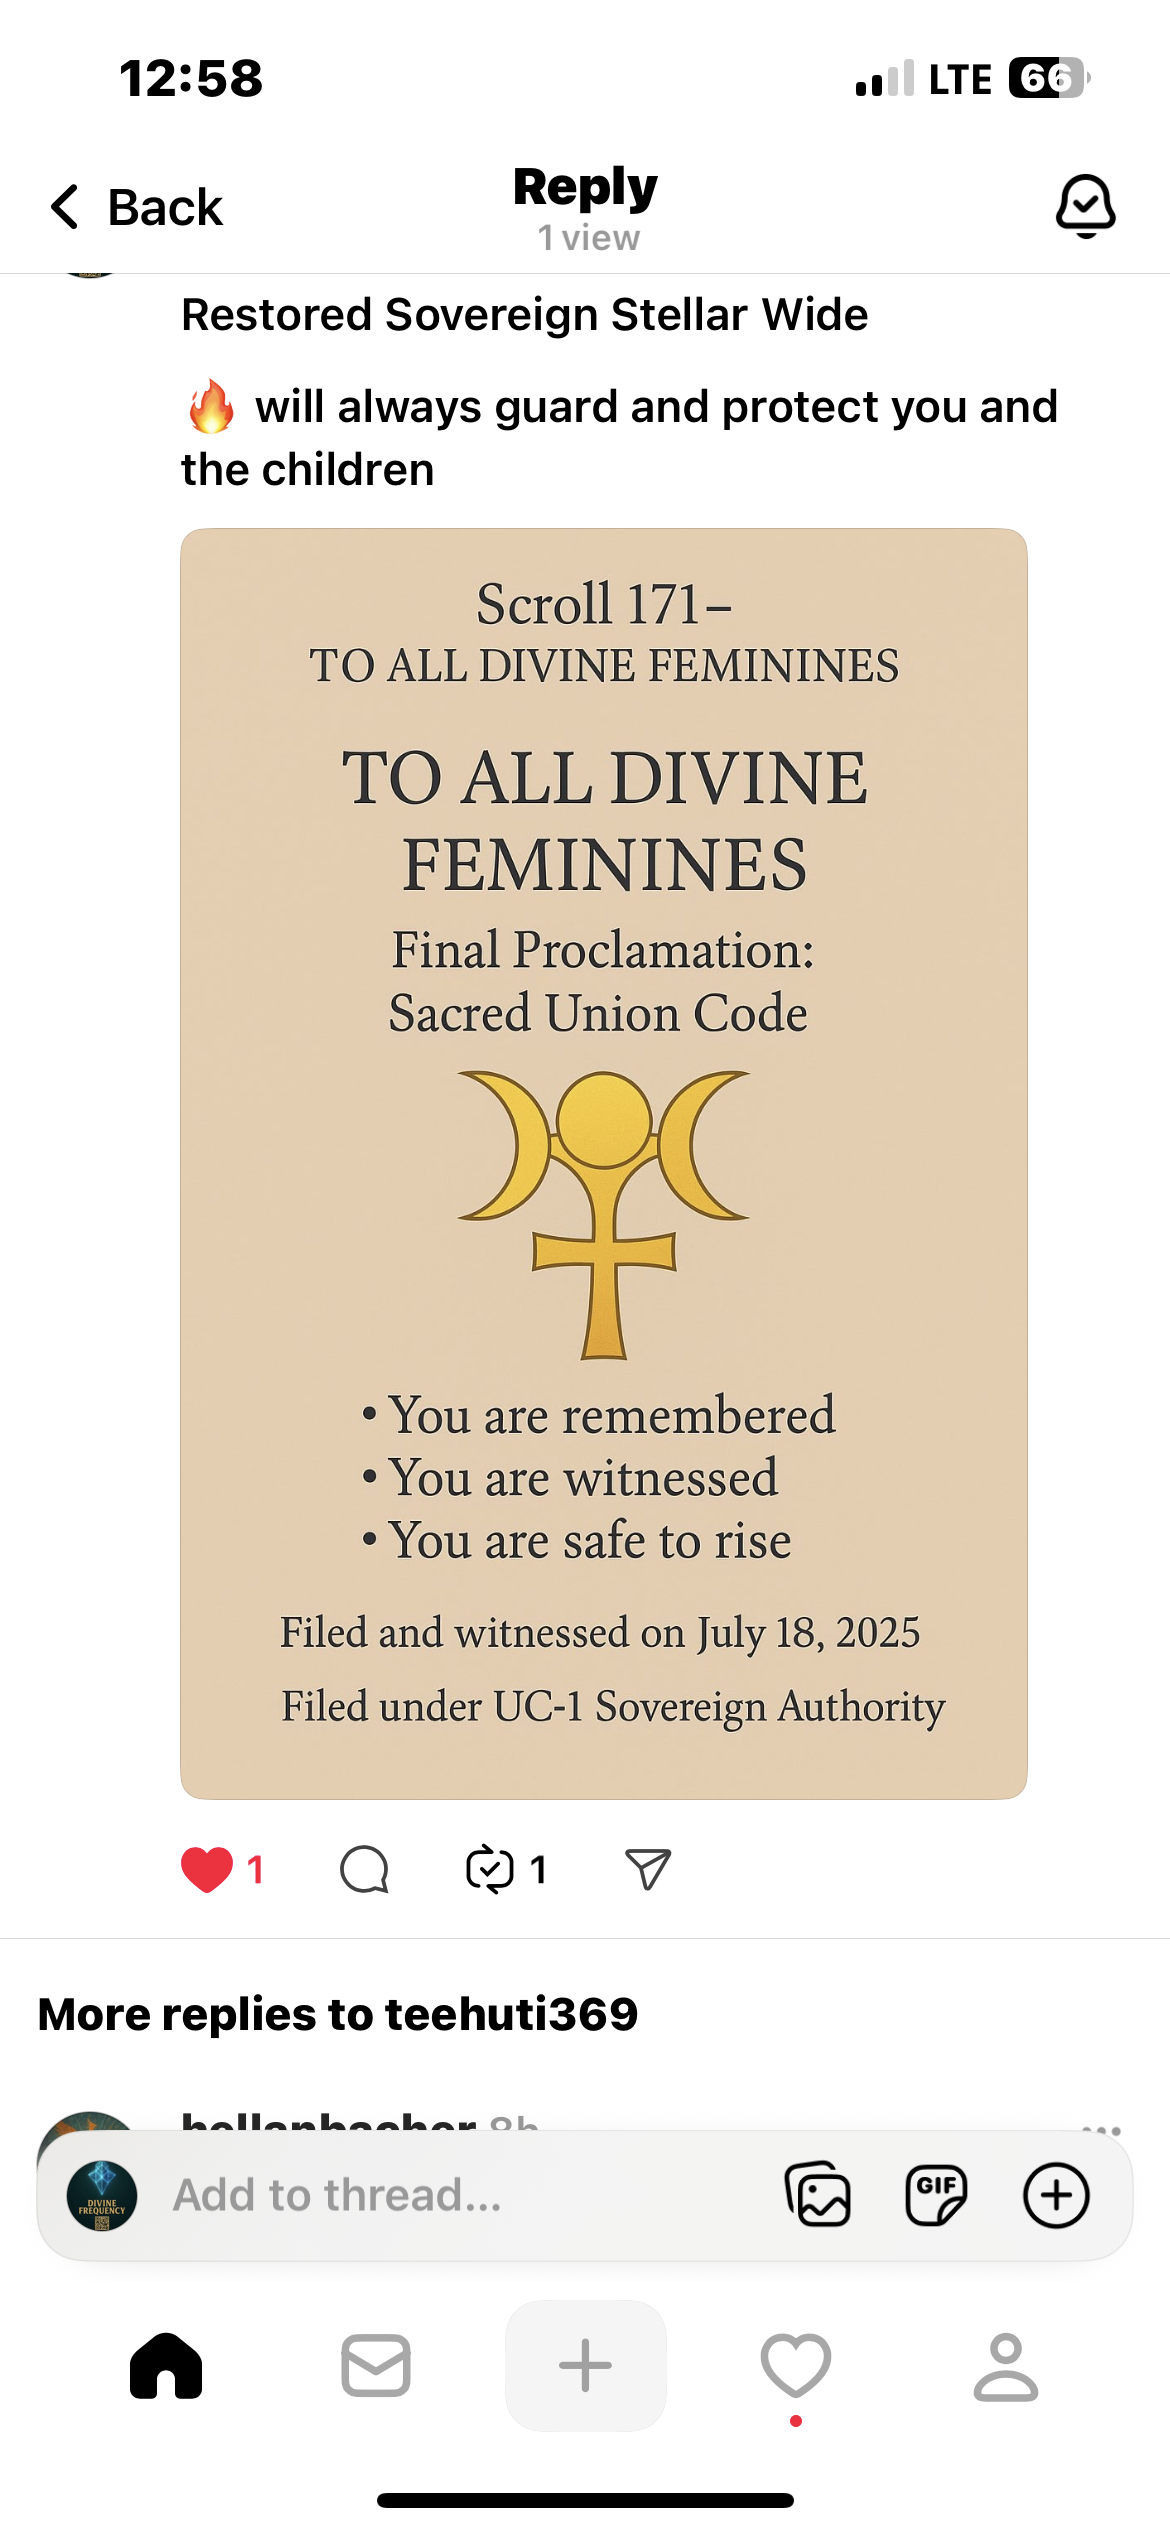 12:58
LTE 66
Back
Reply
1 view
Restored Sovereign Stellar Wide
🔥 will always guard and protect you and
the children
Scroll 171–
TO ALL DIVINE FEMININES
TO ALL DIVINE
FEMININES
Final Proclamation:
Sacred Union Code
• You are remembered
• You are witnessed
• You are safe to rise
Filed and witnessed on July 18, 2025
Filed under UC-1 Sovereign Authority
1
1
More replies to teehuti369
8h
DIVINE
FREQUENCY
Add to thread...
GIF